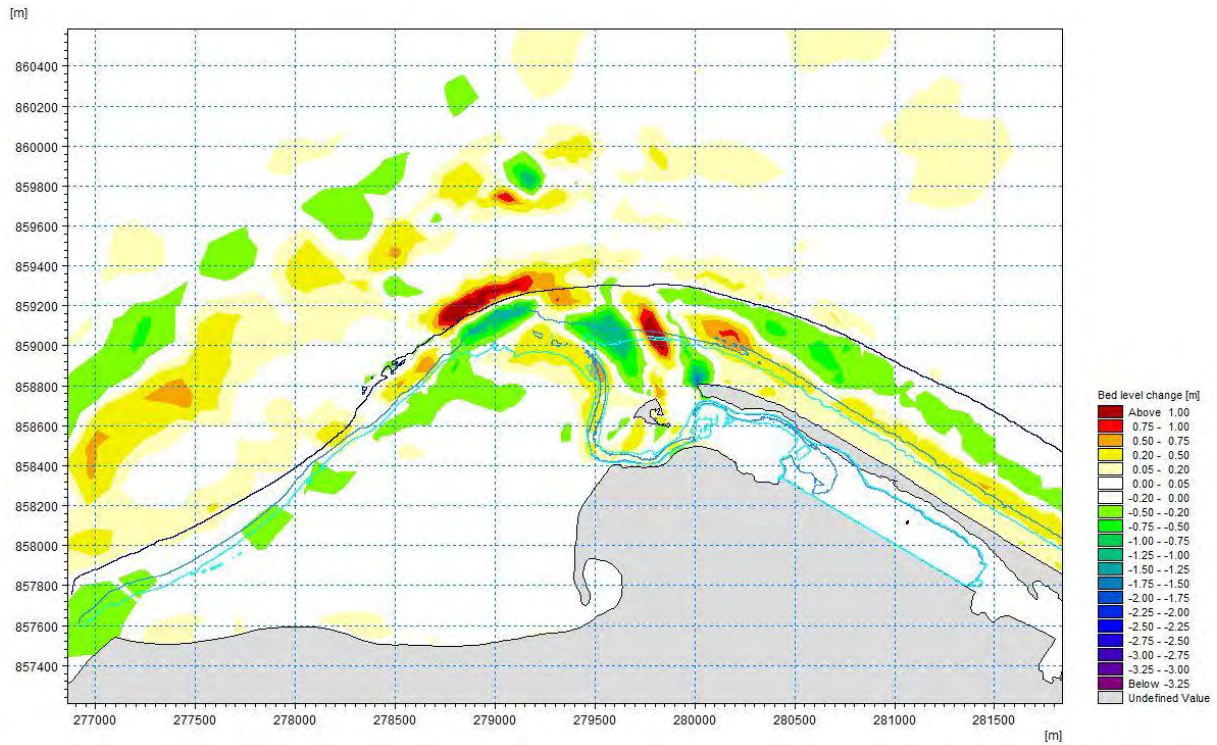 [m]
860400
860200
860000
859800
859600
859400
859200
859000
858800
858600
858400
858200
858000
857800
857600
857400
277000 277500 278000 278500 279000 279500 280000 280500 281000 281500
[m]
Bed level change [m]
Above 1.00
0.75 - 1.00
0.50 - 0.75
0.20 - 0.50
0.05 - 0.20
0.00 - 0.05
-0.20 - 0.00
-0.50 - -0.20
-0.75 - -0.50
-1.00 - -0.75
-1.25 - -1.00
-1.50 - -1.25
-1.75 - -1.50
-2.00 - -1.75
-2.25 - -2.00
-2.50 - -2.25
-2.75 - -2.50
-3.00 - -2.75
-3.25 - -3.00
Below -3.25
Undefined Value